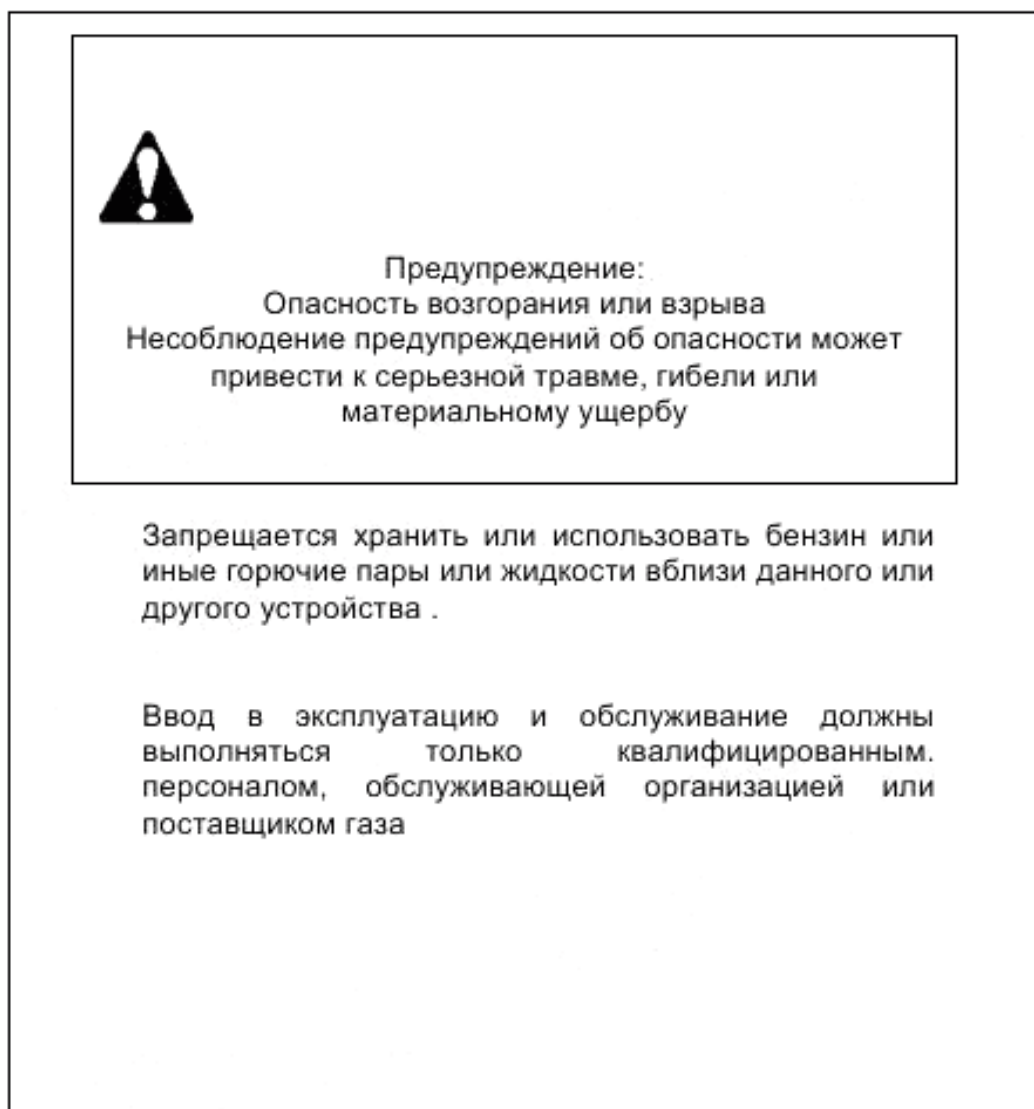 Предупреждение:
Опасность возгорания или взрыва
Несоблюдение предупреждений об опасности может
привести к серьезной травме, гибели или
материальному ущербу
Запрещается хранить или использовать бензин или
иные горючие пары или жидкости вблизи данного или
другого устройства .
Ввод в эксплуатацию и обслуживание должны
выполняться только квалифицированным.
персоналом, обслуживающей организацией или
поставщиком газа